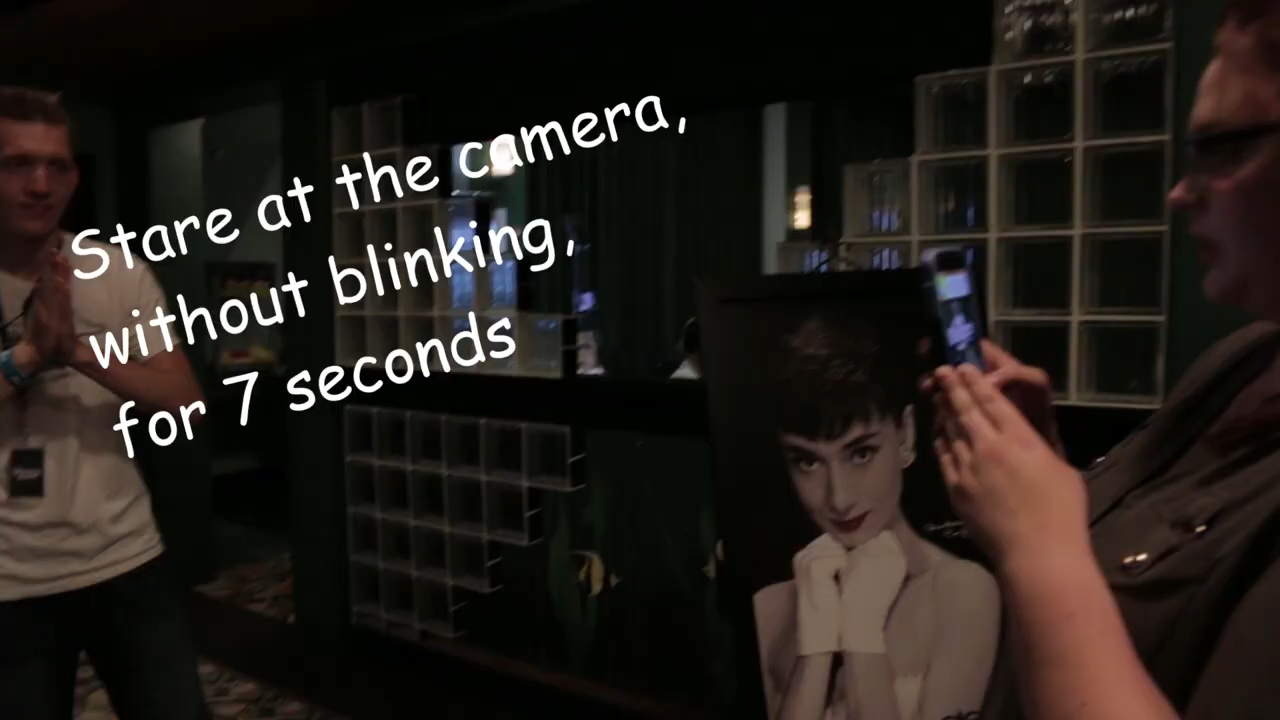 Stare at the camera,
without blinking,
for 7 seconds